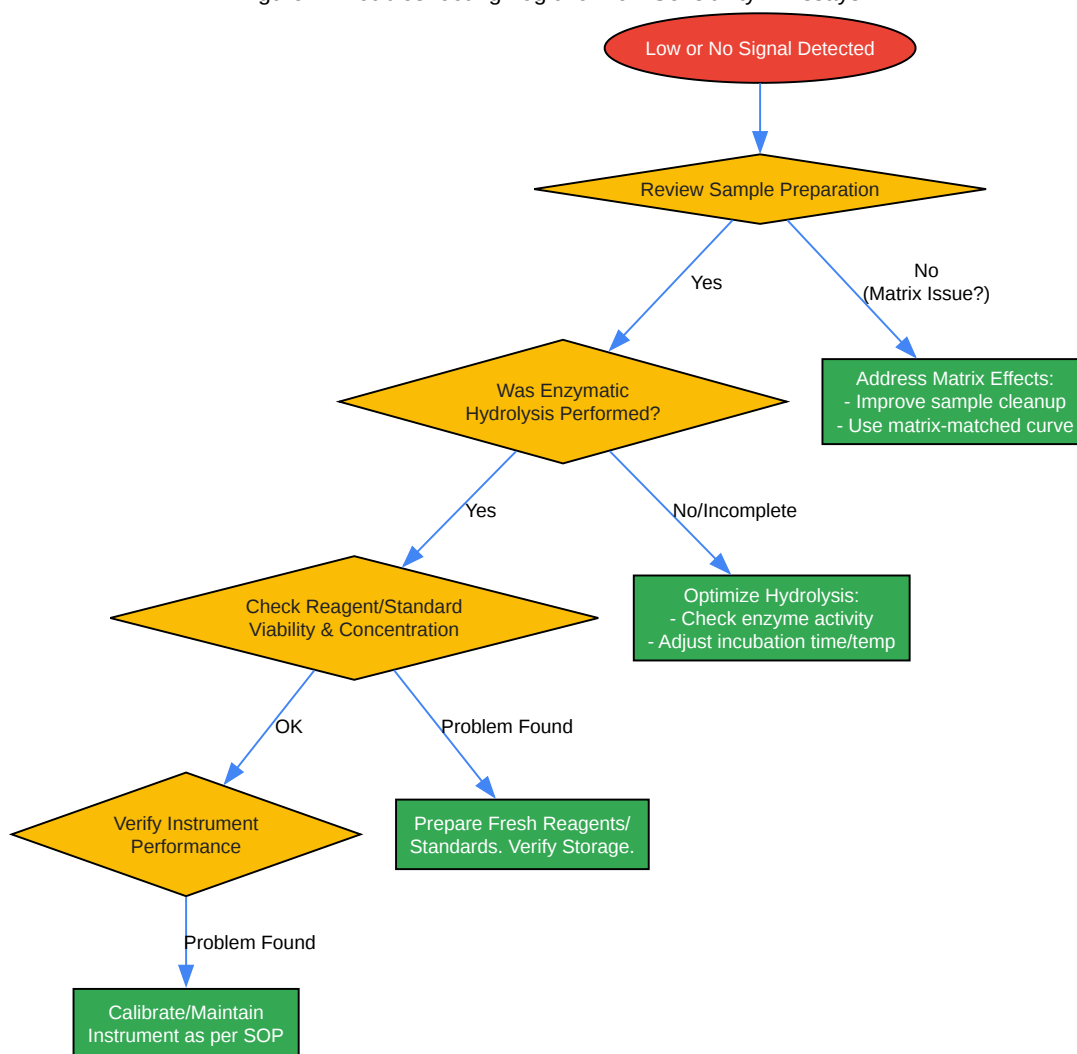 Low or No Signal Detected
Review Sample Preparation
Yes
No
(Matrix Issue?)
Was Enzymatic
Hydrolysis Performed?
Address Matrix Effects:
- Improve sample cleanup
- Use matrix-matched curve
Yes
No/Incomplete
Check Reagent/Standard
Viability & Concentration
Optimize Hydrolysis:
- Check enzyme activity
- Adjust incubation time/temp
OK
Problem Found
Verify Instrument
Performance
Prepare Fresh Reagents/
Standards. Verify Storage.
Problem Found
Calibrate/Maintain
Instrument as per SOP